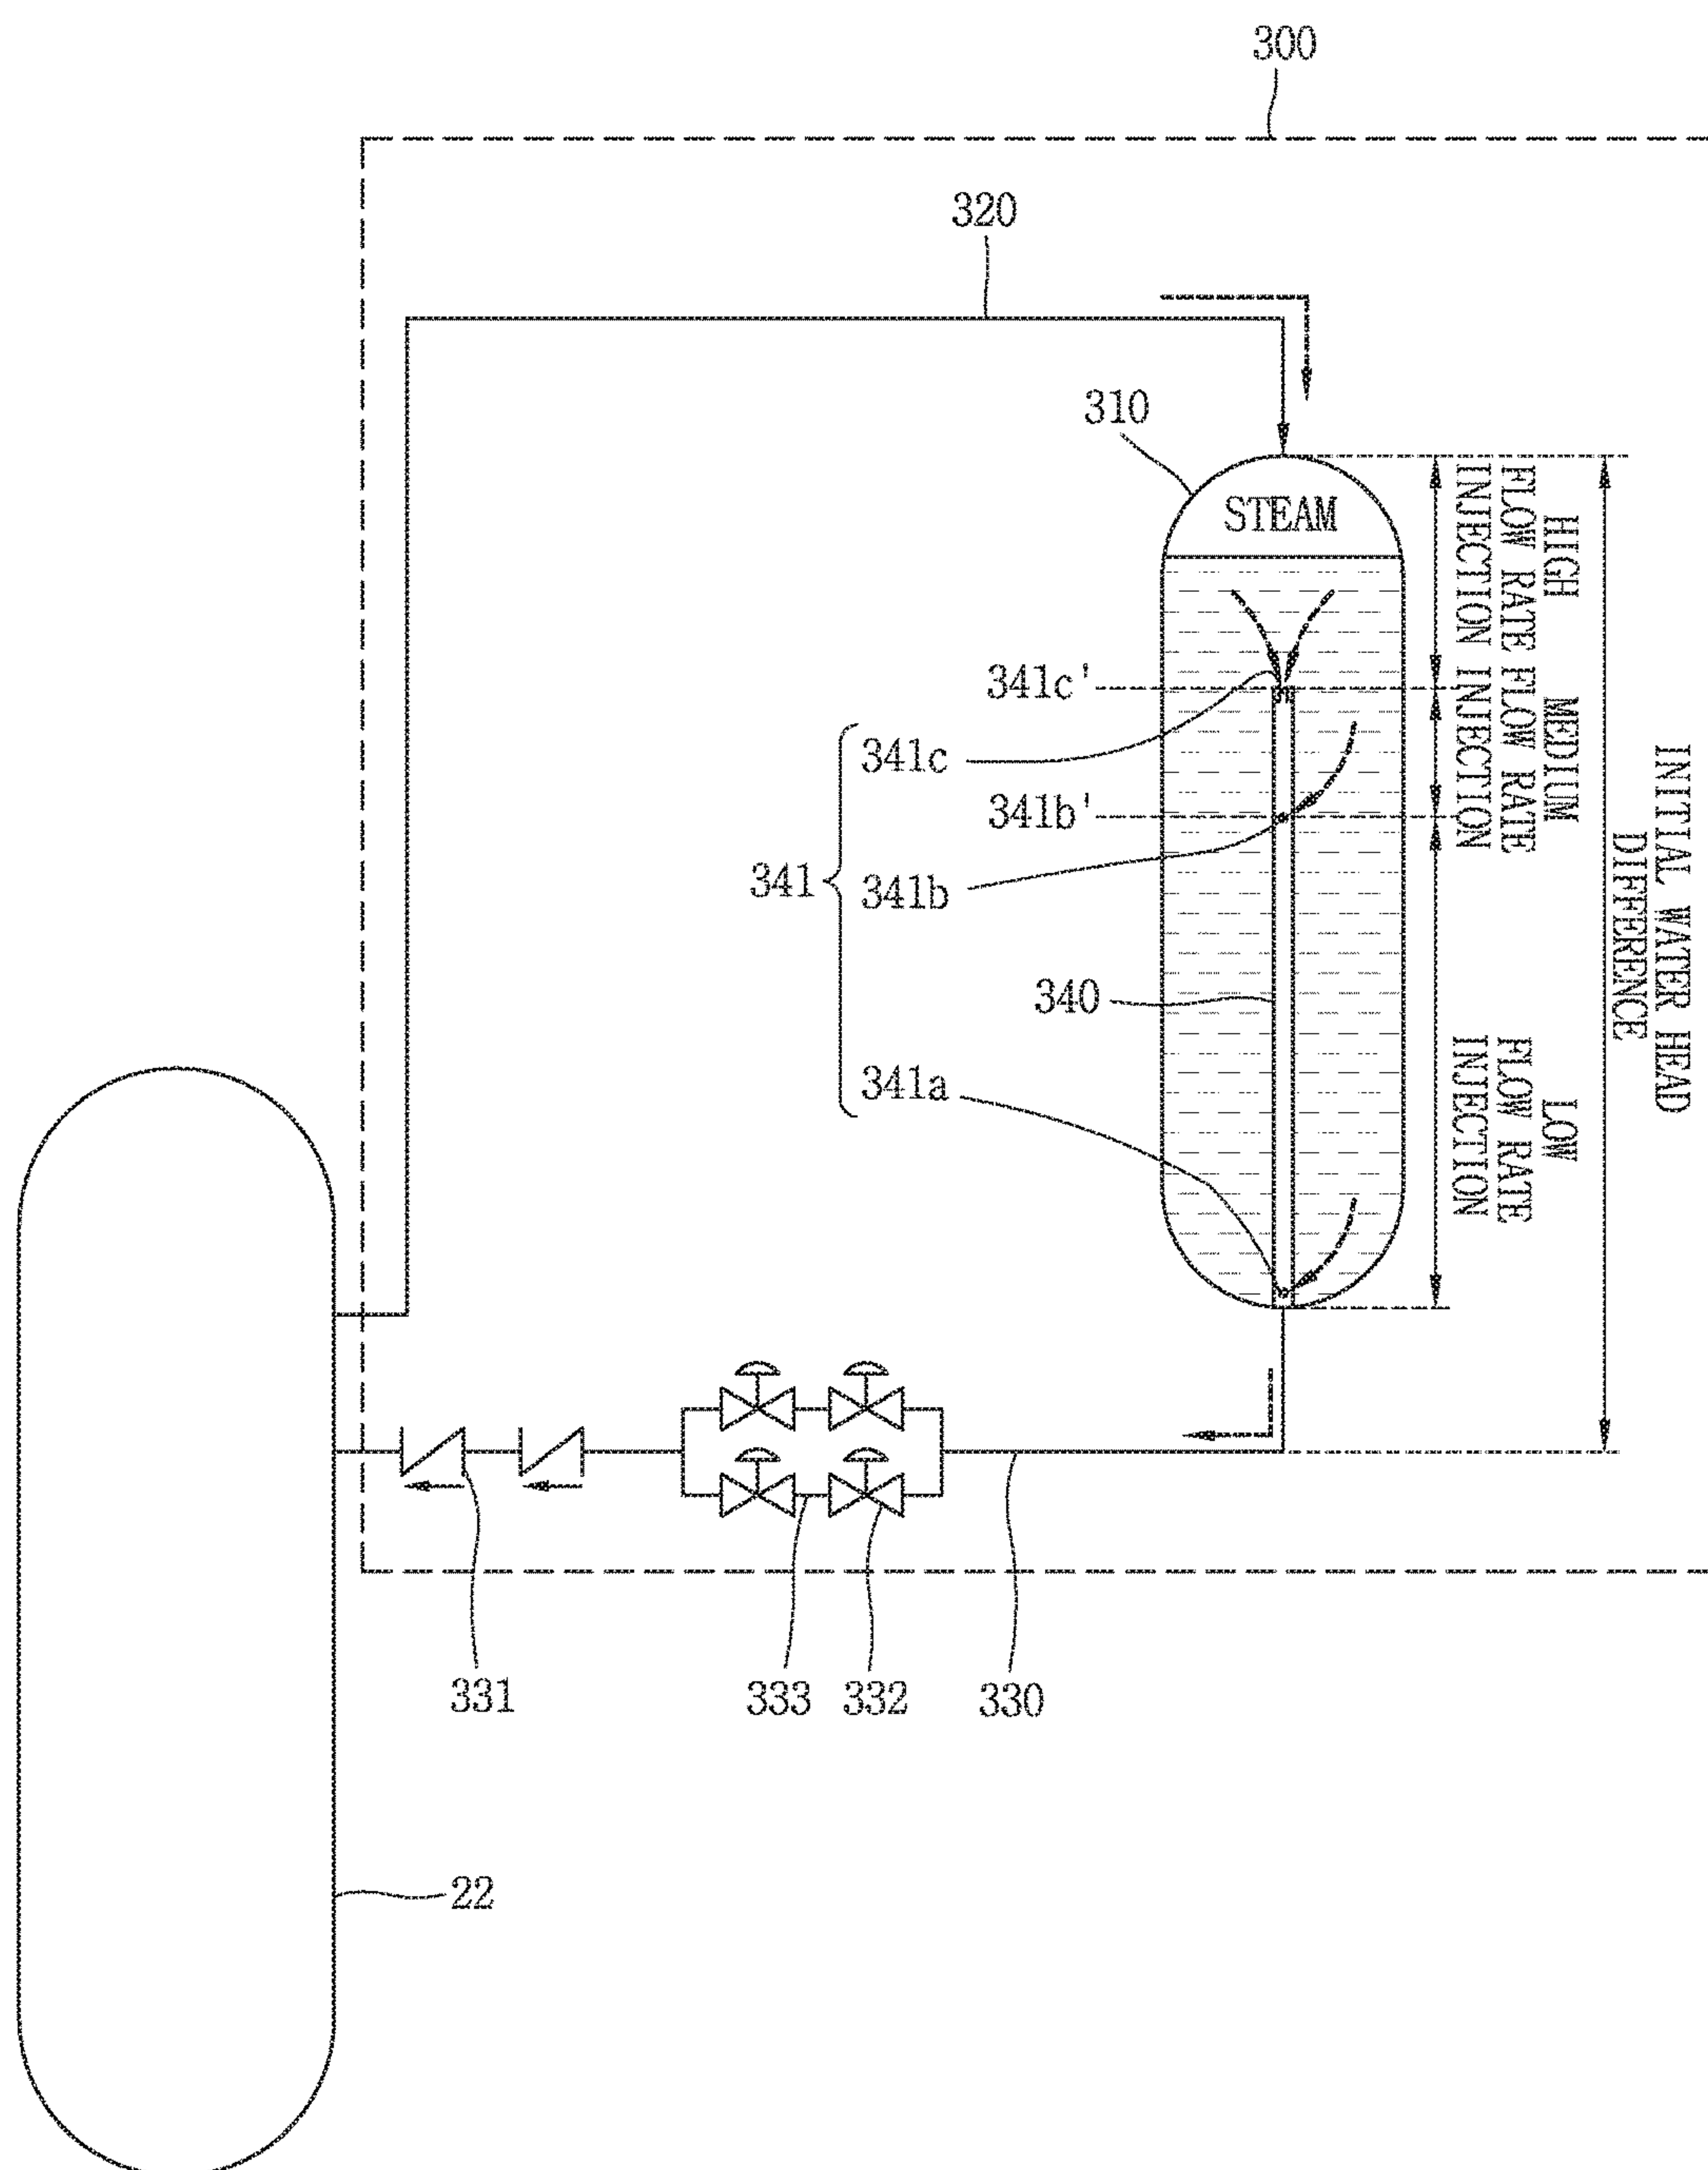 300
320
310
STEAM
HIGH
FLOW RATE
INJECTION
341c'
341c
MEDIUM
FLOW RATE
INJECTION
341b'
341
341b
INITIAL WATER HEAD
DIFFERENCE
340
341a
LOW
FLOW RATE
INJECTION
331
333
332
330
22